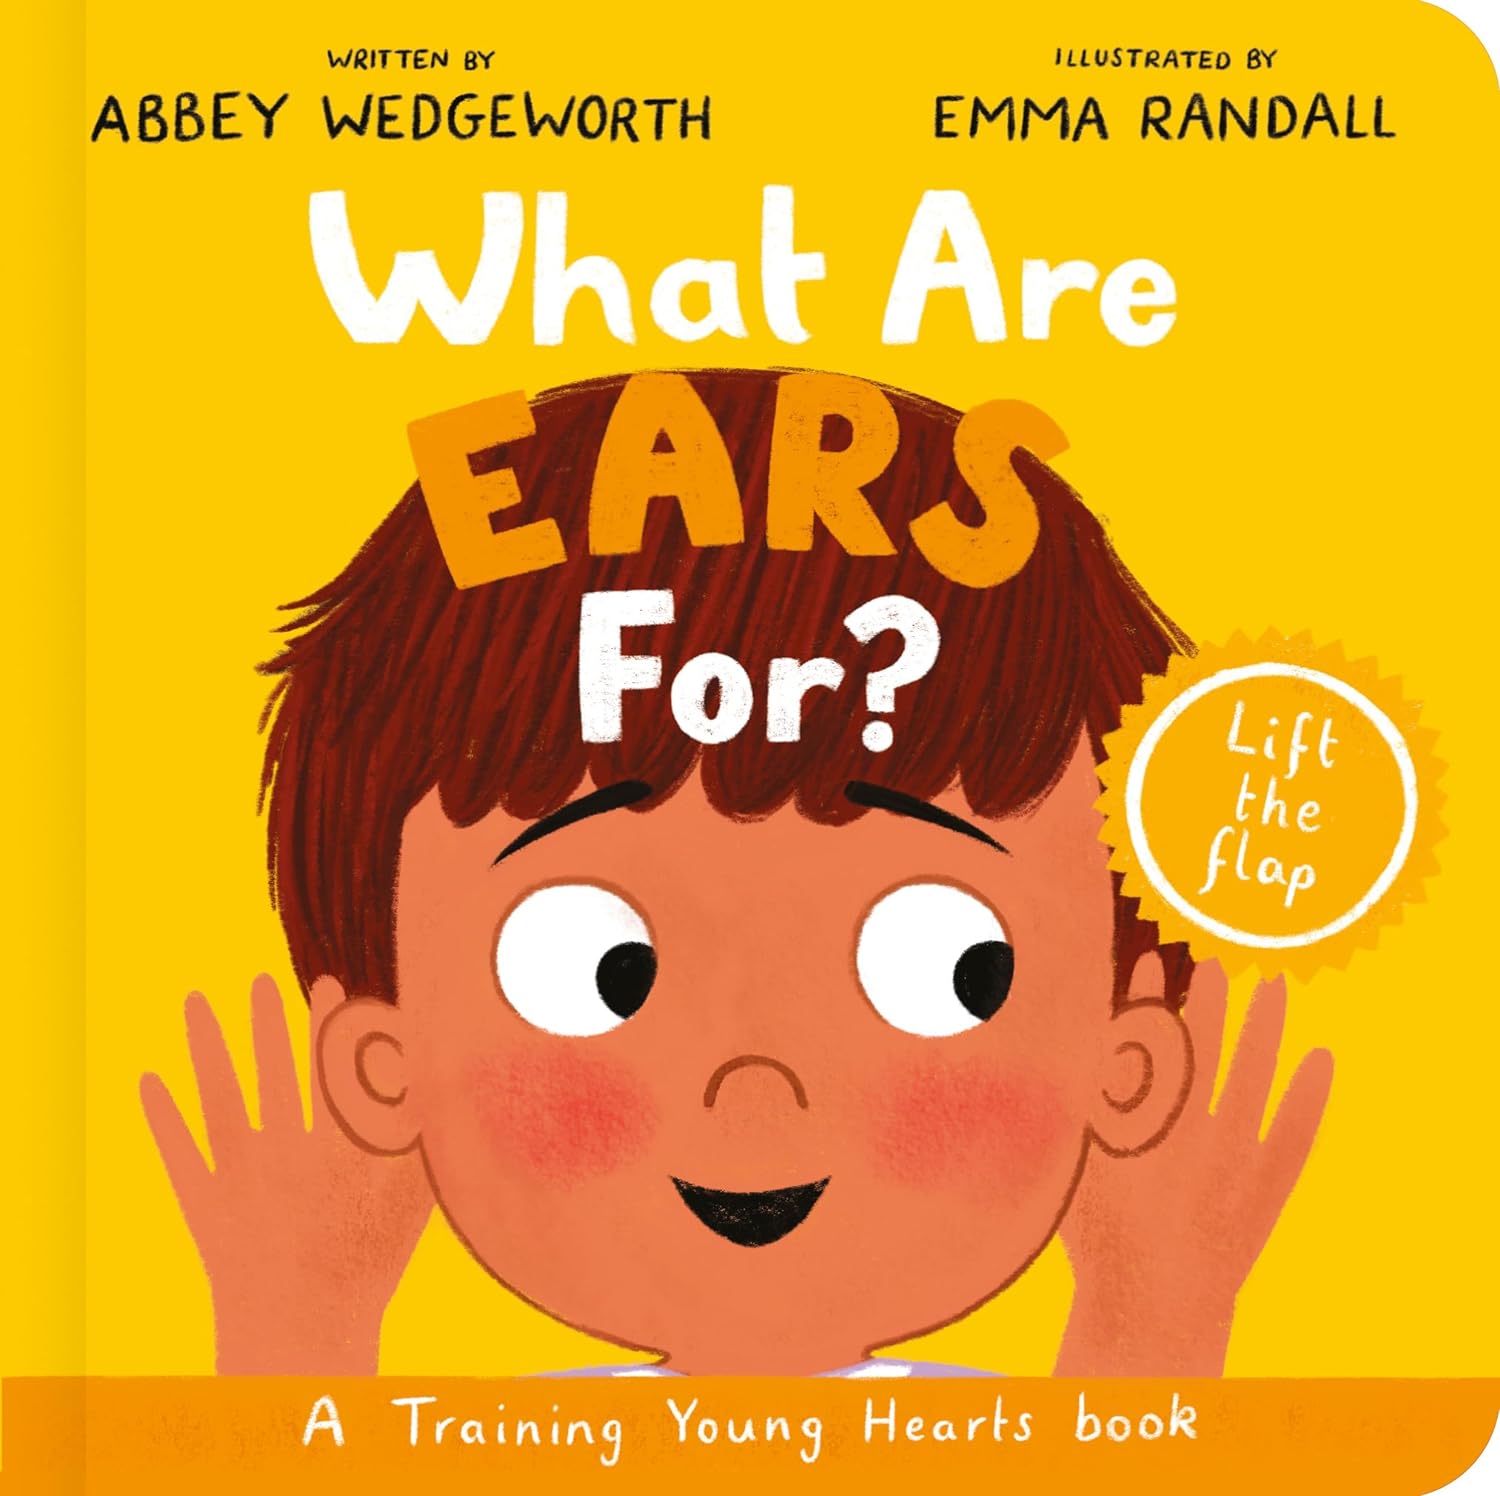 WRITTEN BY
ABBEY WEDGEWORTH
ILLUSTRATED BY
EMMA RANDALL
What Are
EARS
For?
Lift
the
flap
A Training Young Hearts book